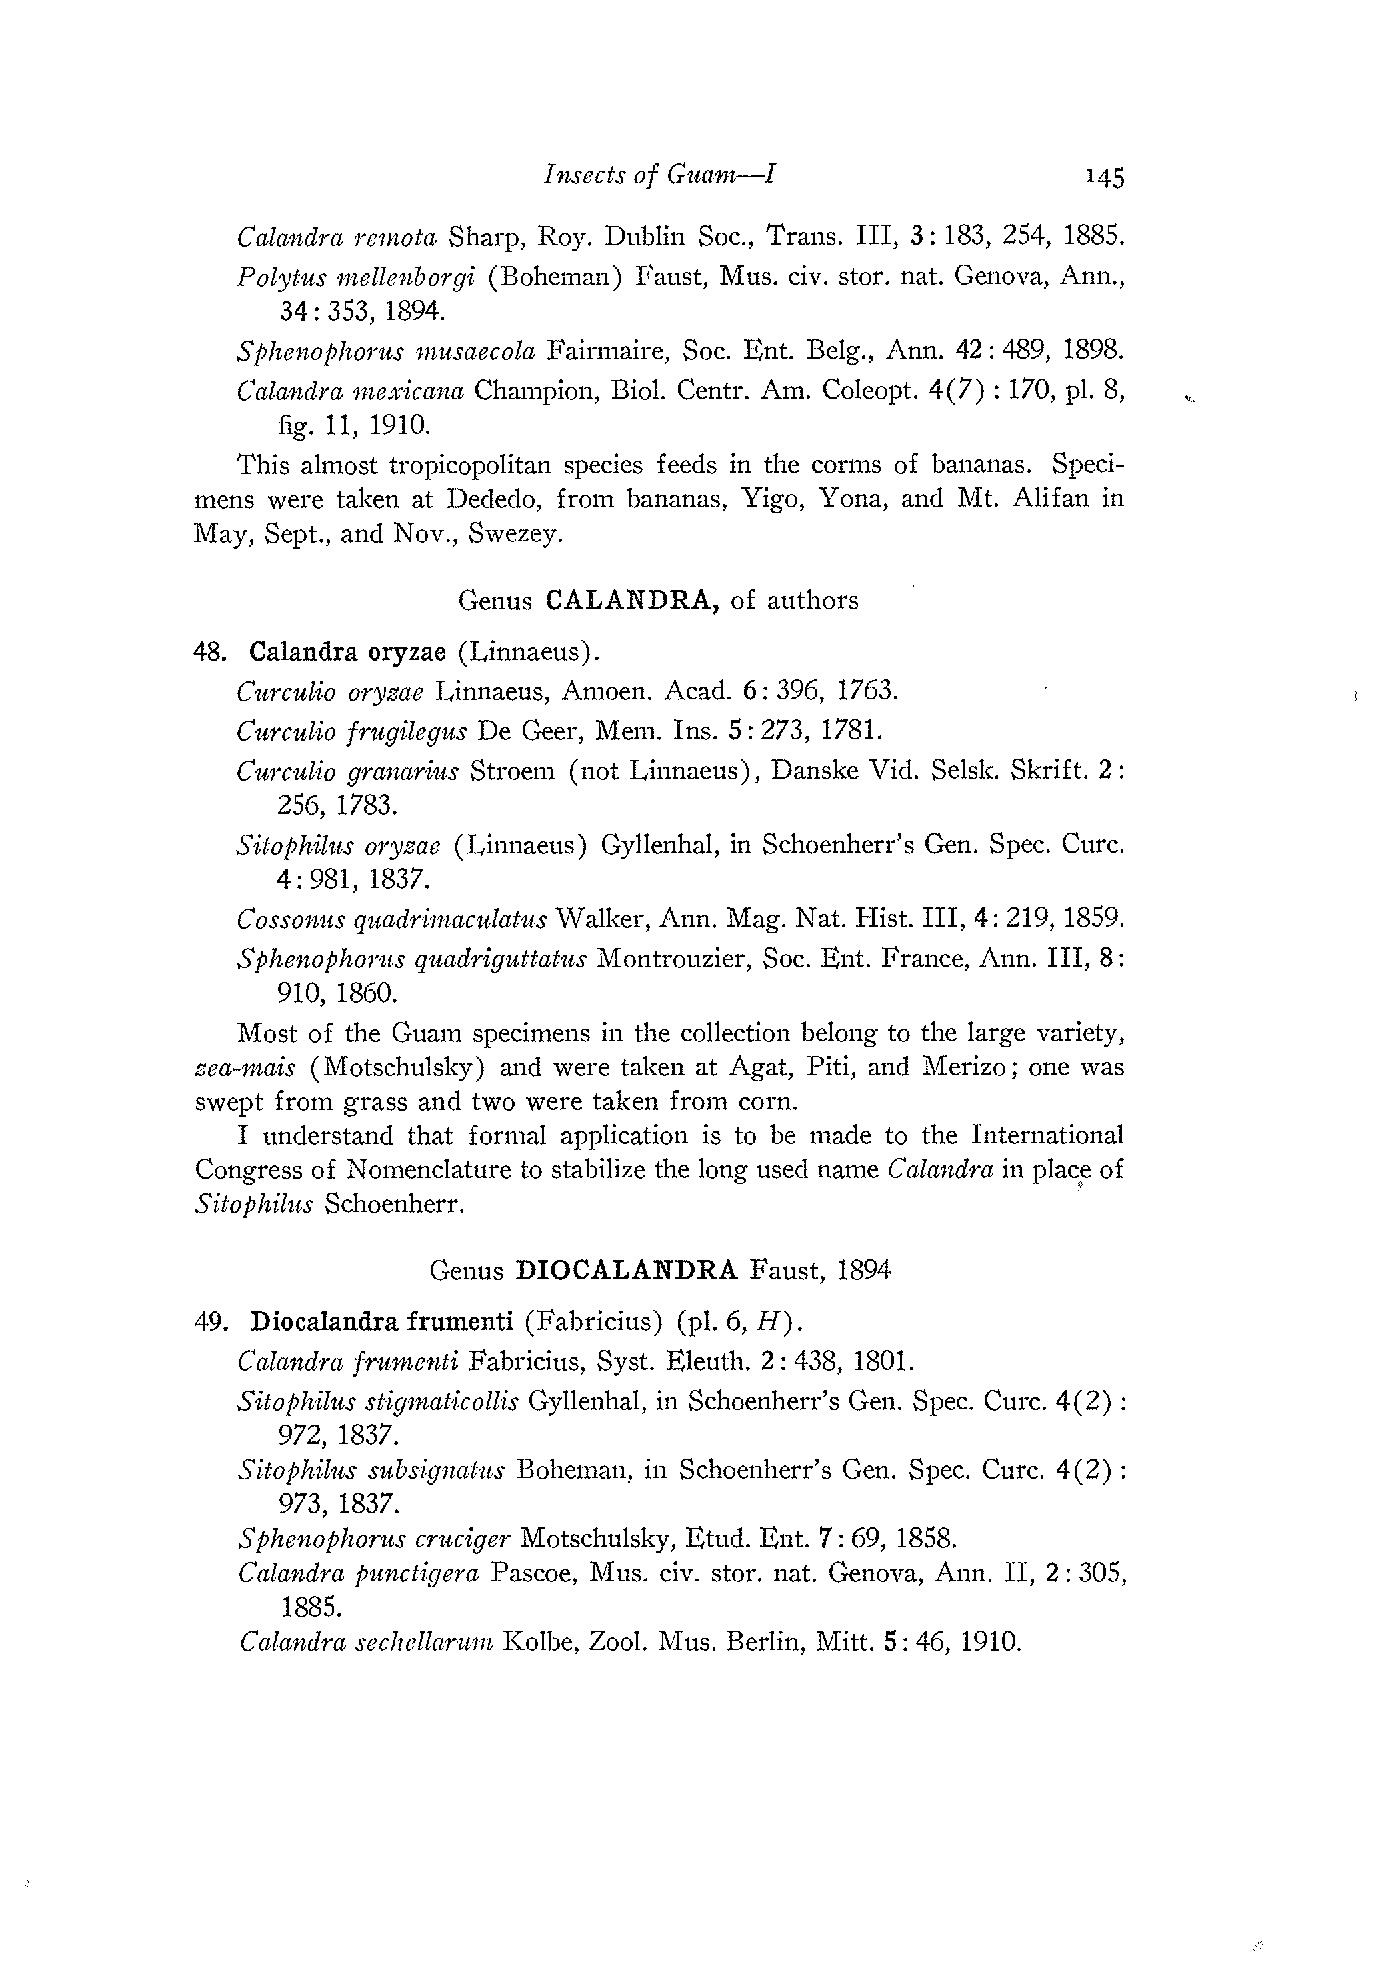 Insects of Guam—I 145
Calandra remota Sharp, Roy. Dublin Soc., Trans. III, 3: 183, 254, 1885.
Polytus mellenborgi (Boheman) Faust, Mus. civ. stor. nat. Genova, Ann.,
34: 353, 1894.
Sphenophorus musaecola Fairmaire, Soc. Ent. Belg., Ann. 42: 489, 1898.
Calandra mexicana Champion, Biol. Centr. Am. Coleopt. 4(7) : 170, pl. 8,
fig. 11, 1910.
This almost tropicopolitan species feeds in the corms of bananas. Speci-
mens were taken at Dededo, from bananas, Yigo, Yona, and Mt. Alifan in
May, Sept., and Nov., Swezey.
Genus CALANDRA, of authors
48. Calandra oryzae (Linnaeus).
Curculio oryzae Linnaeus, Amoen. Acad. 6: 396, 1763.
Curculio frugilegus De Geer, Mem. Ins. 5: 273, 1781.
Curculio granarius Stroem (not Linnaeus), Danske Vid. Selsk. Skrift. 2:
256, 1783.
Sitophilus oryzae (Linnaeus) Gyllenhal, in Schoenherr's Gen. Spec. Curc.
4: 981, 1837.
Cossonus quadrimaculatus Walker, Ann. Mag. Nat. Hist. III, 4: 219, 1859.
Sphenophorus quadriguttatus Montrouzier, Soc. Ent. France, Ann. III, 8:
910, 1860.
Most of the Guam specimens in the collection belong to the large variety,
zea-mais (Motschulsky) and were taken at Agat, Piti, and Merizo; one was
swept from grass and two were taken from corn.
I understand that formal application is to be made to the International
Congress of Nomenclature to stabilize the long used name Calandra in place of
Sitophilus Schoenherr.
Genus DIOCALANDRA Faust, 1894
49. Diocalandra frumenti (Fabricius) (pl. 6, H).
Calandra frumenti Fabricius, Syst. Eleuth. 2: 438, 1801.
Sitophilus stigmaticollis Gyllenhal, in Schoenherr's Gen. Spec. Curc. 4(2) :
972, 1837.
Sitophilus subsignatus Boheman, in Schoenherr's Gen. Spec. Curc. 4(2) :
973, 1837.
Sphenophorus cruciger Motschulsky, Etud. Ent. 7: 69, 1858.
Calandra punctigera Pascoe, Mus. civ. stor. nat. Genova, Ann. II, 2: 305,
1885.
Calandra sechellarum Kolbe, Zool. Mus. Berlin, Mitt. 5: 46, 1910.